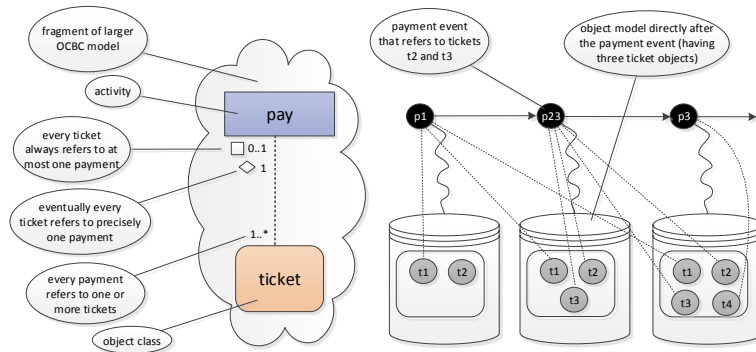 fragment of larger
OCBC model
activity
pay
every ticket
always refers to at
most one payment
0..1
1
eventually every
ticket refers to precisely
one payment
1..*
every payment
refers to one or
more tickets
ticket
object class
payment event
that refers to tickets
t2 and t3
object model directly after
the payment event (having
three ticket objects)
p1
p23
p3
t1
t2
t1
t2
t3
t1
t2
t3
t4